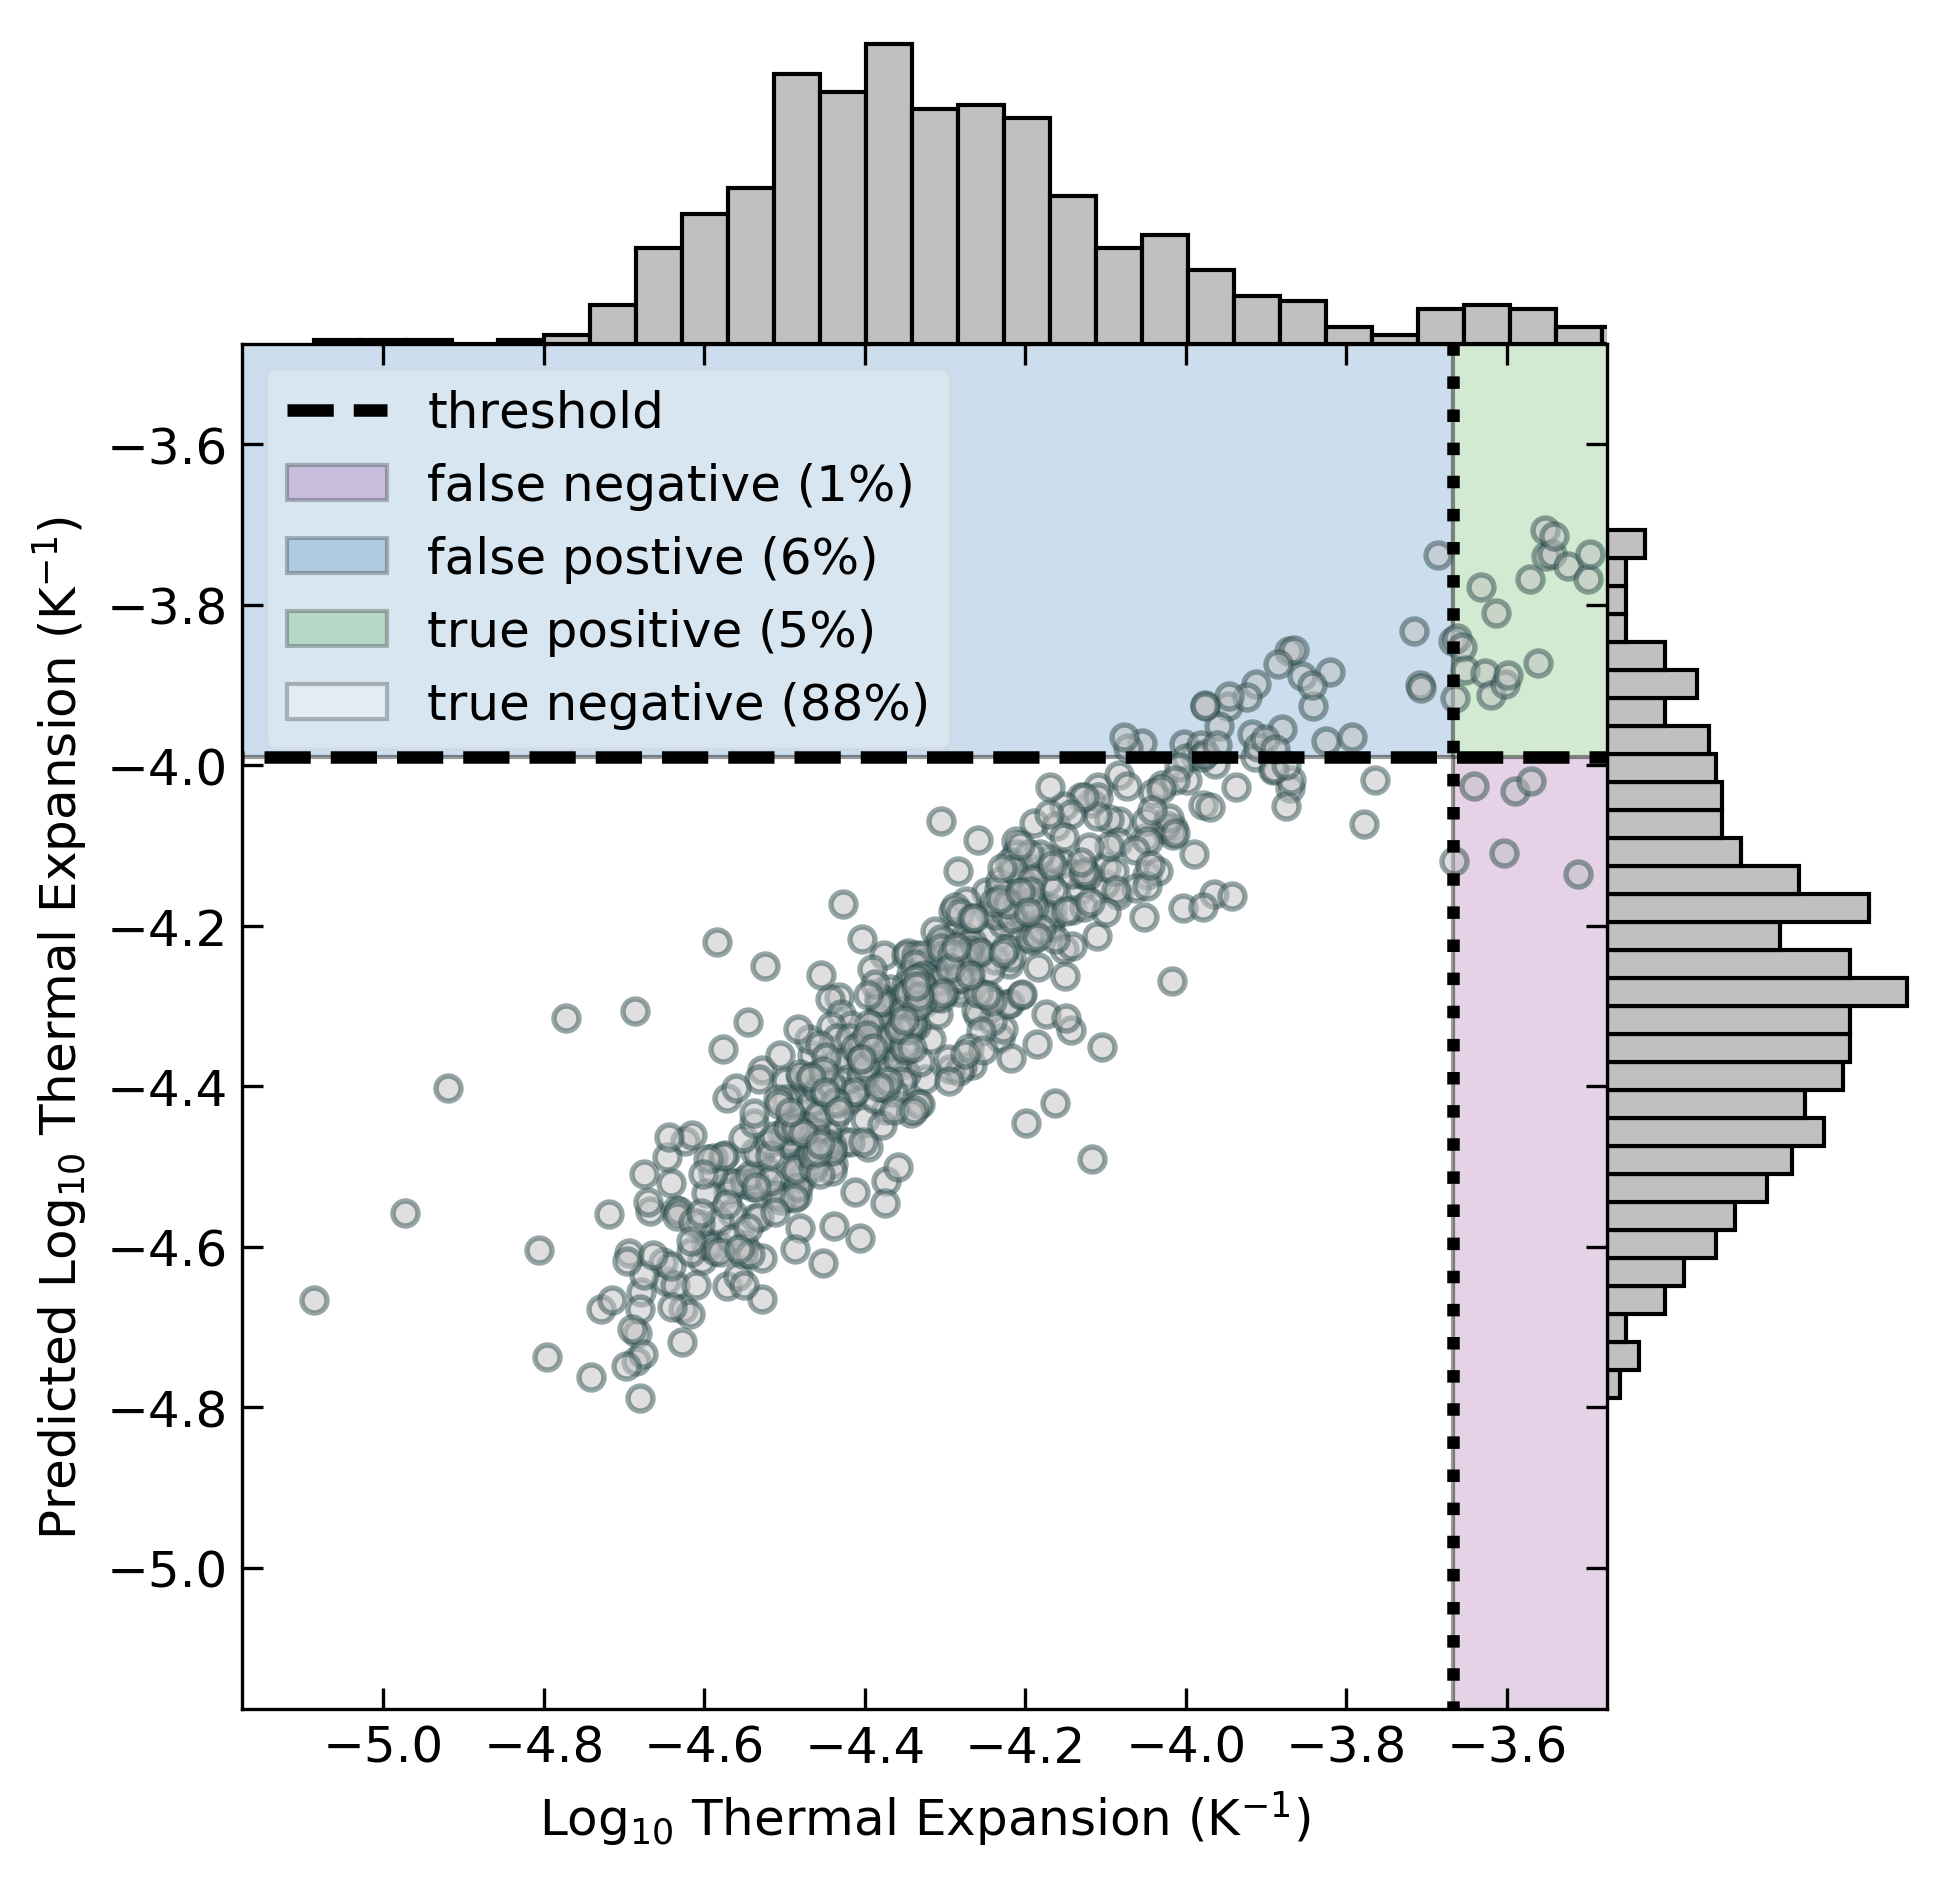 threshold
false negative (1%)
false postive (6%)
true positive (5%)
true negative (88%)
Predicted Log₁₀ Thermal Expansion (K⁻¹)
−3.6
−3.8
−4.0
−4.2
−4.4
−4.6
−4.8
−5.0
−5.0 −4.8 −4.6 −4.4 −4.2 −4.0 −3.8 −3.6
Log₁₀ Thermal Expansion (K⁻¹)